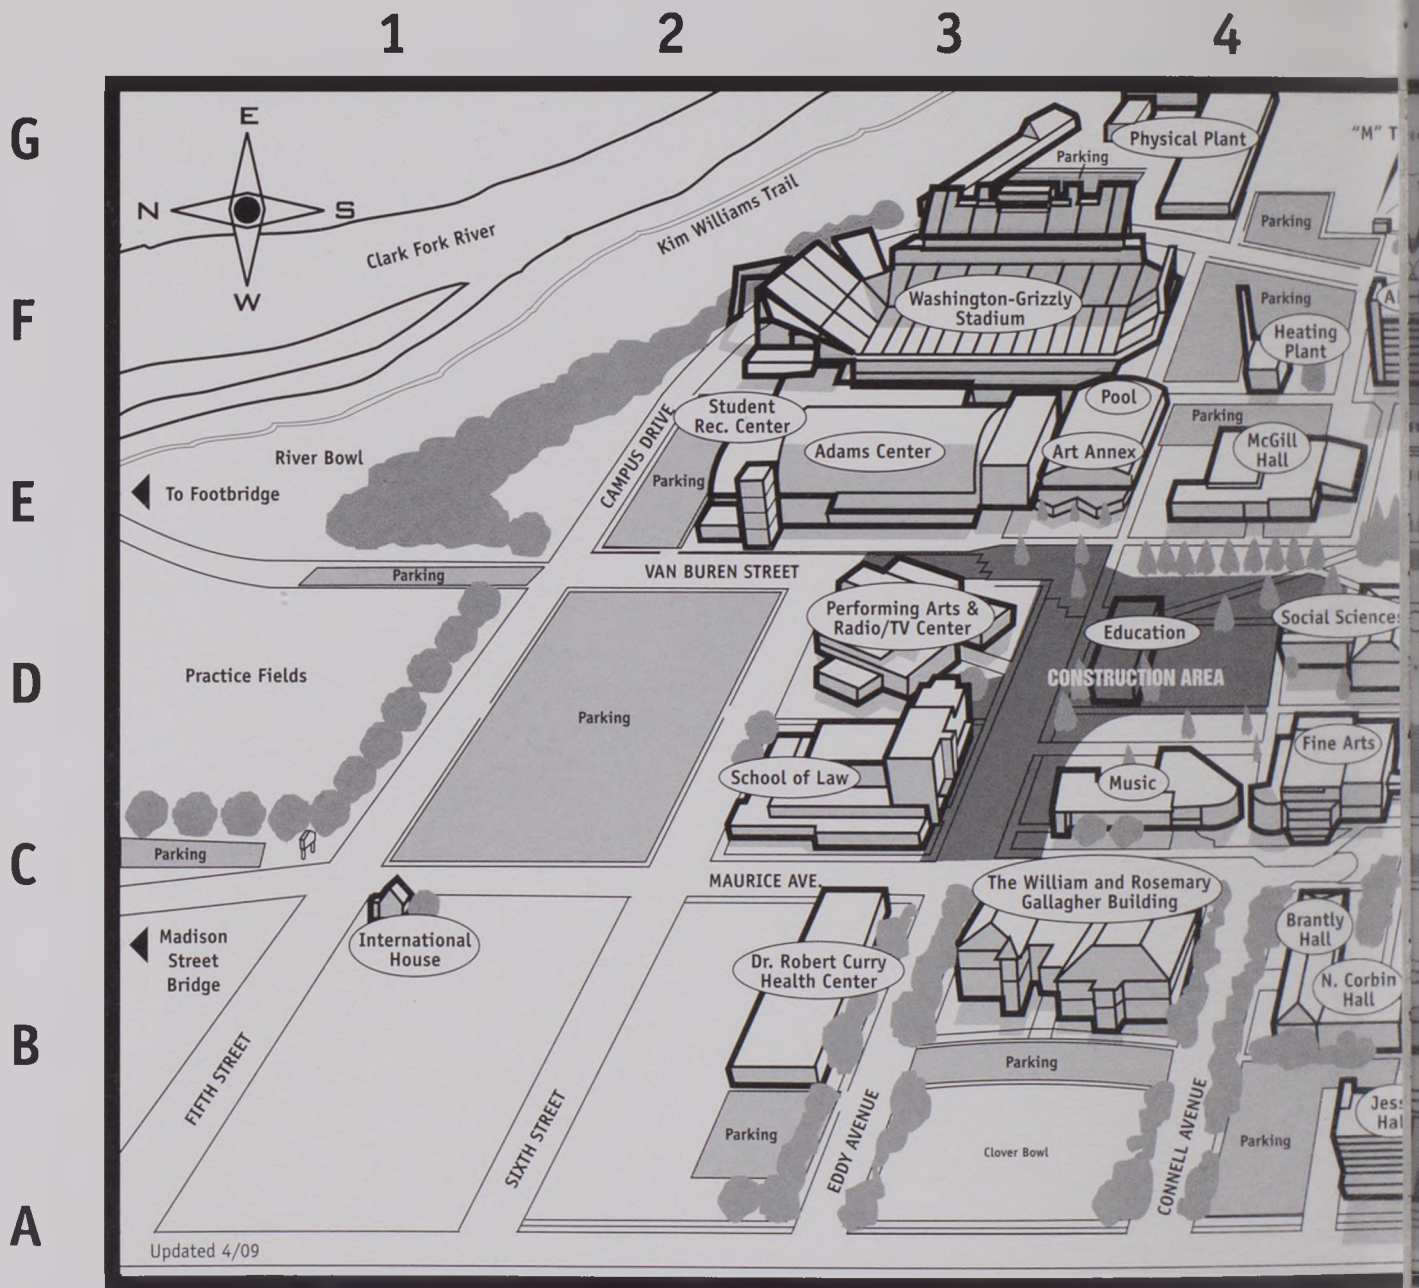 1 2 3 4
G
F
E
D
C
B
A
E
N S
W
Clark Fork River
Kim Williams Trail
Parking
Physical Plant
"M" T
Parking
Washington-Grizzly
Stadium
Parking
Heating
Plant
Student
Rec. Center
Adams Center
Pool
Art Annex
Parking
McGill
Hall
CAMPUS DRIVE
Parking
River Bowl
To Footbridge
Parking
VAN BUREN STREET
Performing Arts &
Radio/TV Center
Education
Social Sciences
CONSTRUCTION AREA
Practice Fields
Parking
School of Law
Music
Fine Arts
Parking
MAURICE AVE.
The William and Rosemary
Gallagher Building
Brantly
Hall
N. Corbin
Hall
International
House
Madison
Street
Bridge
Dr. Robert Curry
Health Center
Parking
FIFTH STREET
SIXTH STREET
Parking
EDDY AVENUE
Clover Bowl
CONNELL AVENUE
Parking
Updated 4/09